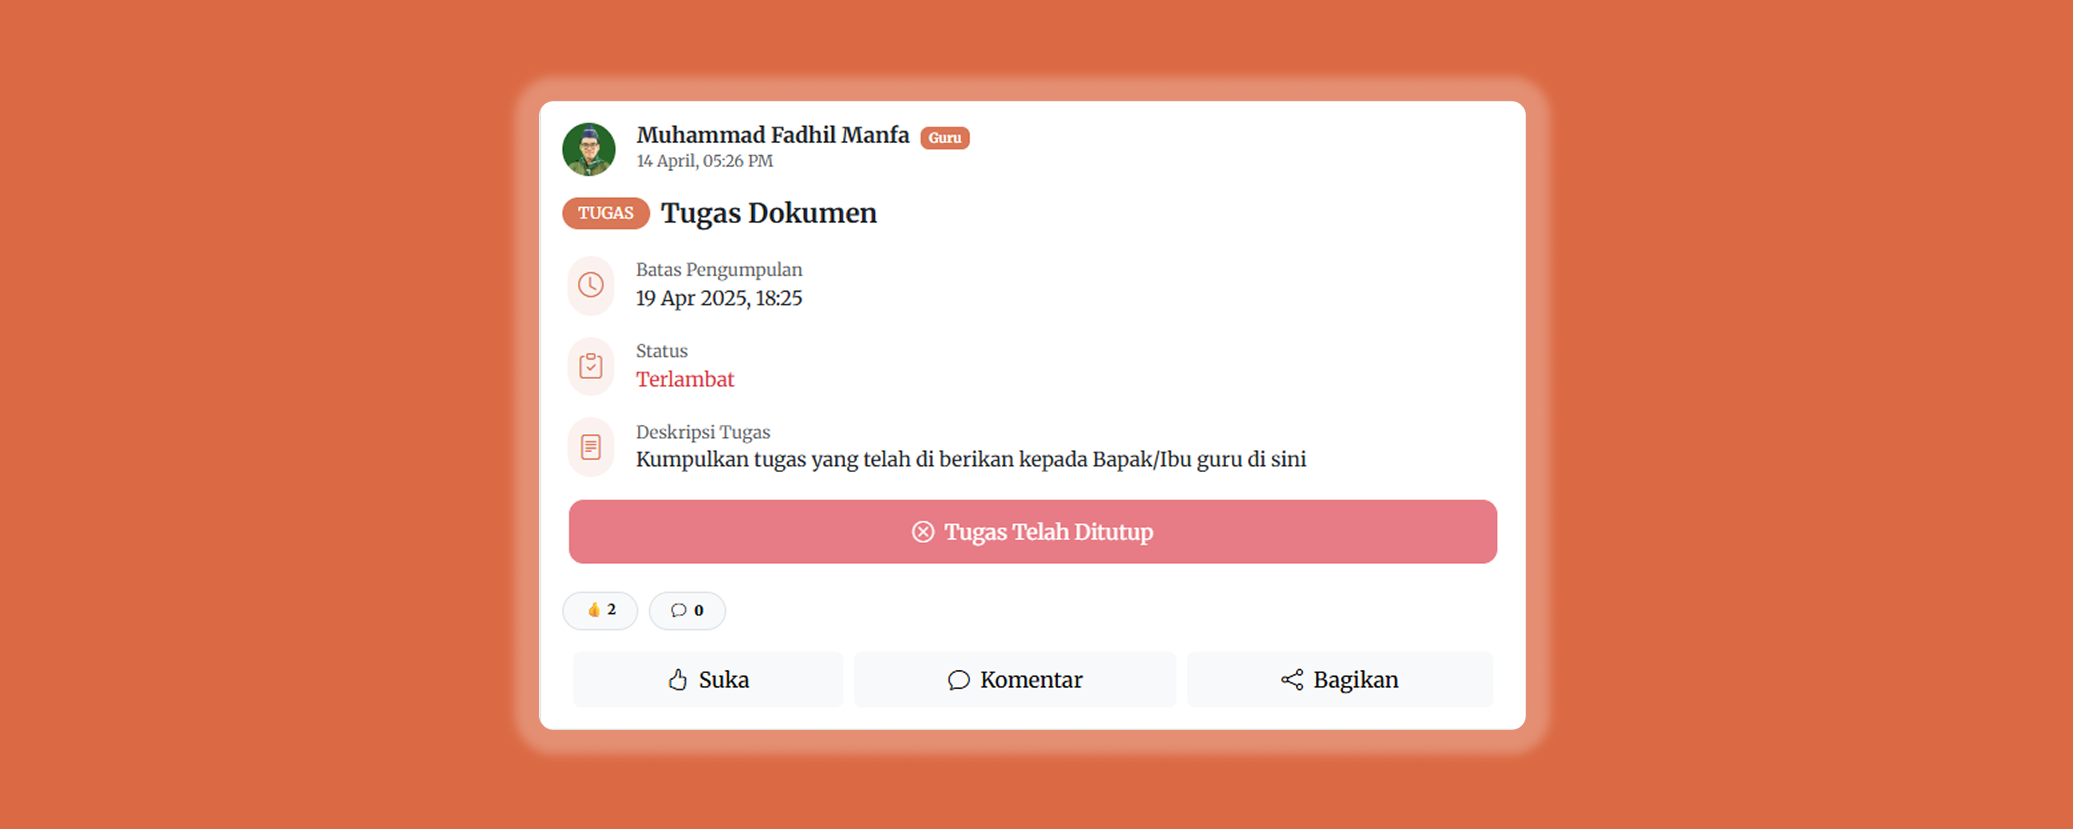 Muhammad Fadhil Manfa Guru
14 April, 05:26 PM
TUGAS Tugas Dokumen
Batas Pengumpulan
19 Apr 2025, 18:25
Status
Terlambat
Deskripsi Tugas
Kumpulkan tugas yang telah di berikan kepada Bapak/Ibu guru di sini
Tugas Telah Ditutup
👍 2 0
Suka Komentar Bagikan